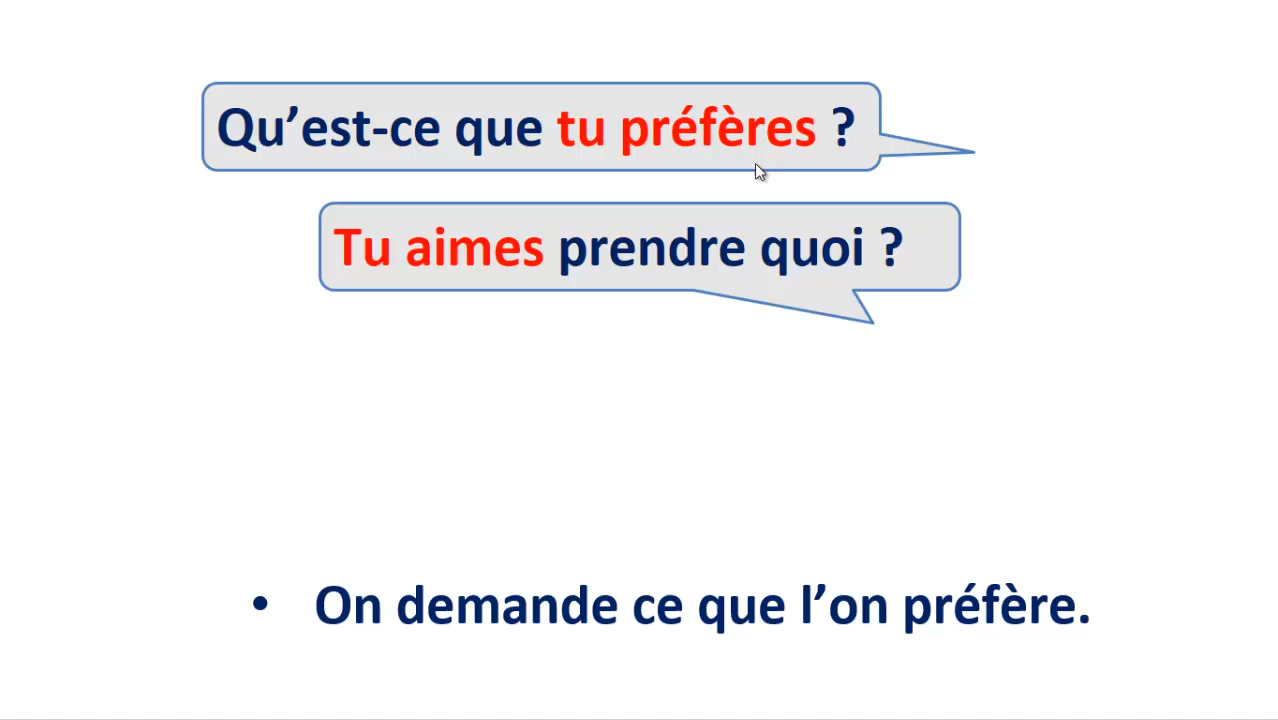 Qu’est-ce que tu préfères ?
Tu aimes prendre quoi ?
• On demande ce que l’on préfère.